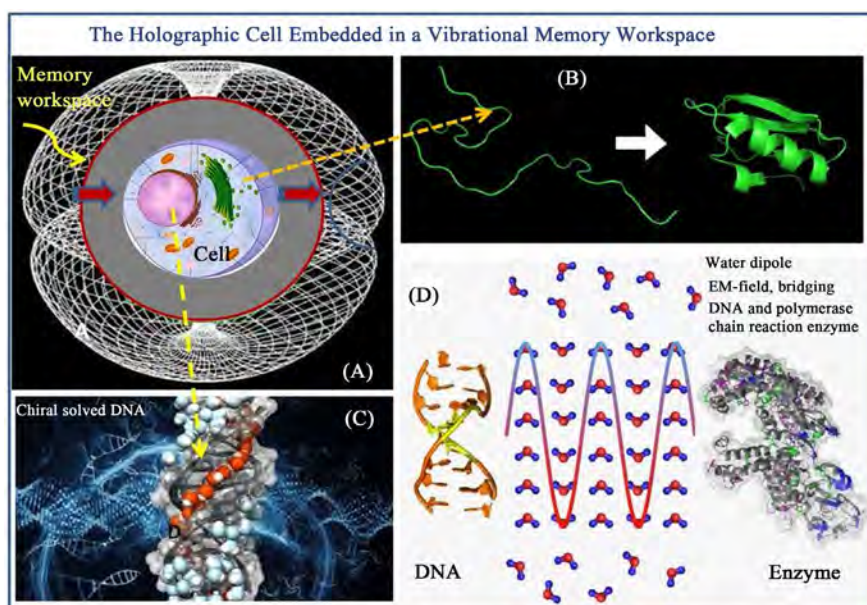 The Holographic Cell Embedded in a Vibrational Memory Workspace
Memory
workspace
Cell
A
(A)
(B)
Chiral solved DNA
(C)
D
(D)
Water dipole
EM-field, bridging
DNA and polymerase
chain reaction enzyme
DNA
Enzyme